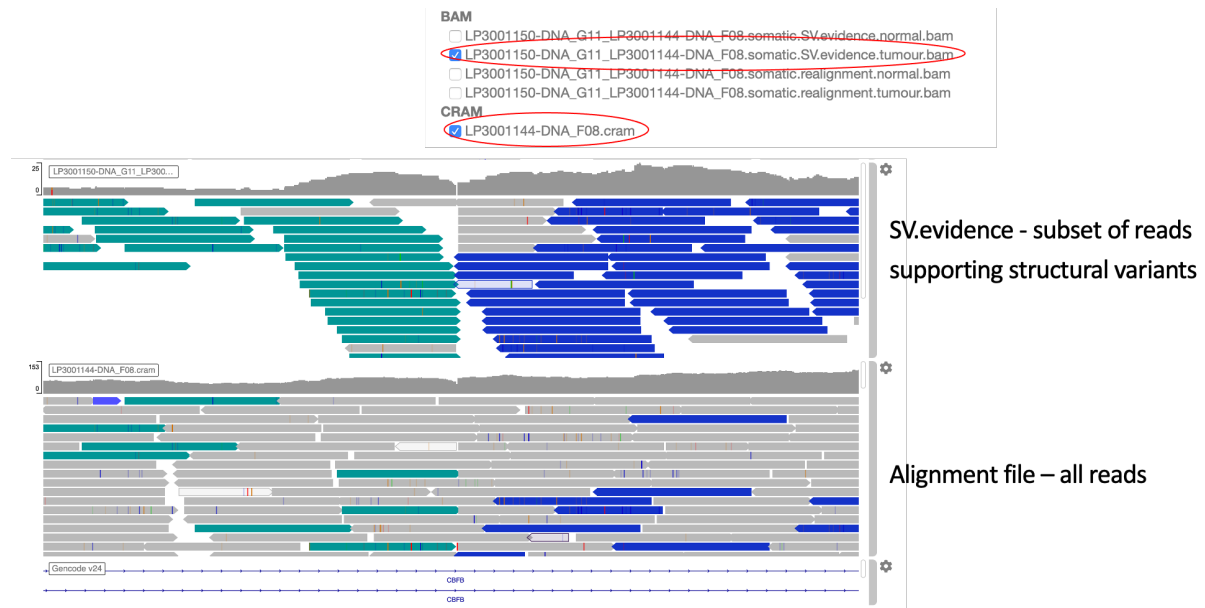 BAM
LP3001150-DNA_G11_LP3001144-DNA_F08.somatic.SV.evidence.normal.bam
LP3001150-DNA_G11_LP3001144-DNA_F08.somatic.SV.evidence.tumour.bam
LP3001150-DNA_G11_LP3001144-DNA_F08.somatic.realignment.normal.bam
LP3001150-DNA_G11_LP3001144-DNA_F08.somatic.realignment.tumour.bam
CRAM
LP3001144-DNA_F08.cram
25
LP3001150-DNA_G11_LP300...
0
SV.evidence - subset of reads
supporting structural variants
153
LP3001144-DNA_F08.cram
0
Alignment file – all reads
Gencode v24
CBFB
CBFB